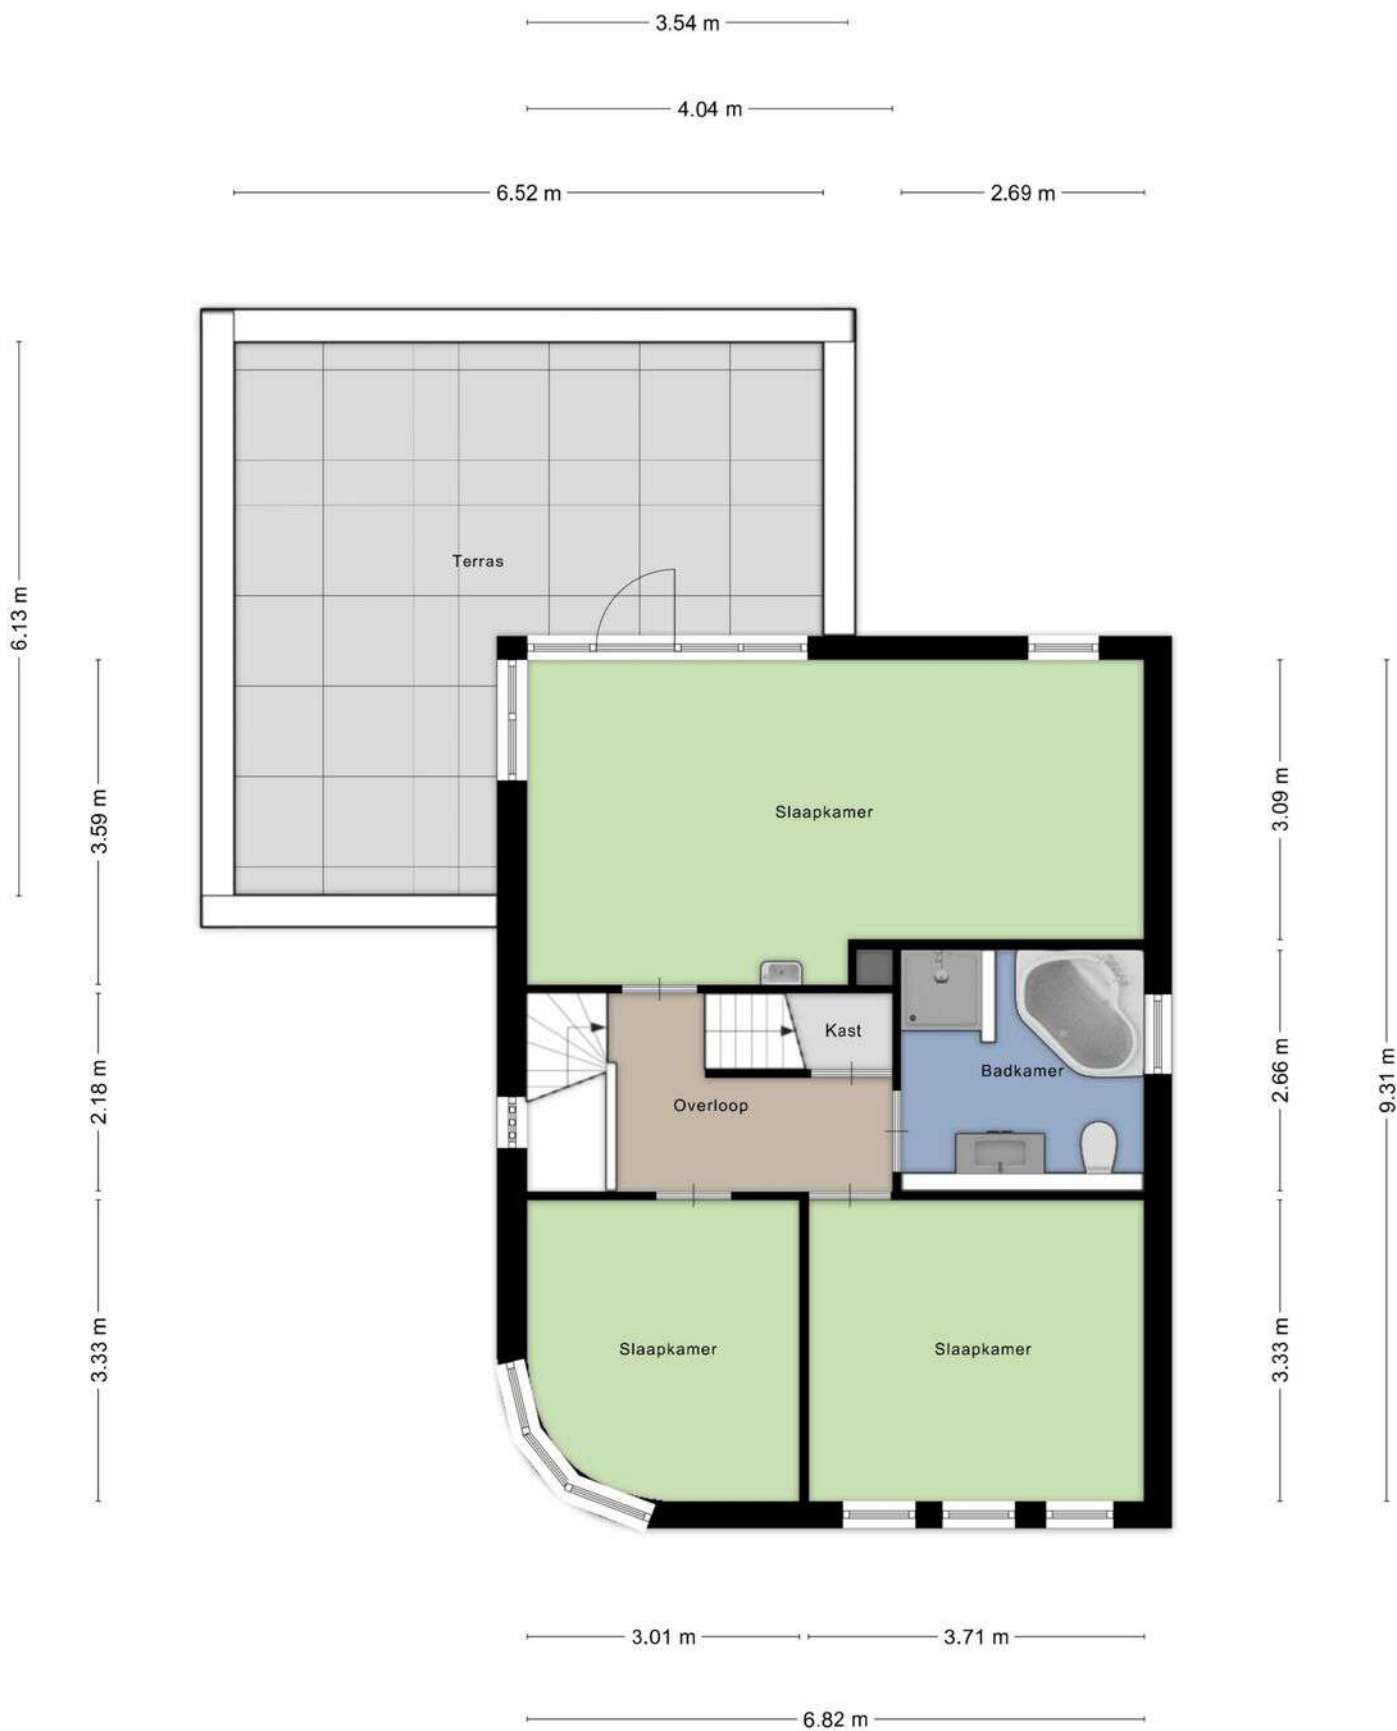 3.54 m
4.04 m
6.52 m
2.69 m
6.13 m
Terras
3.59 m
3.09 m
Slaapkamer
Kast
2.18 m
Overloop
Badkamer
2.66 m
9.31 m
3.33 m
Slaapkamer
Slaapkamer
3.33 m
3.01 m
3.71 m
6.82 m